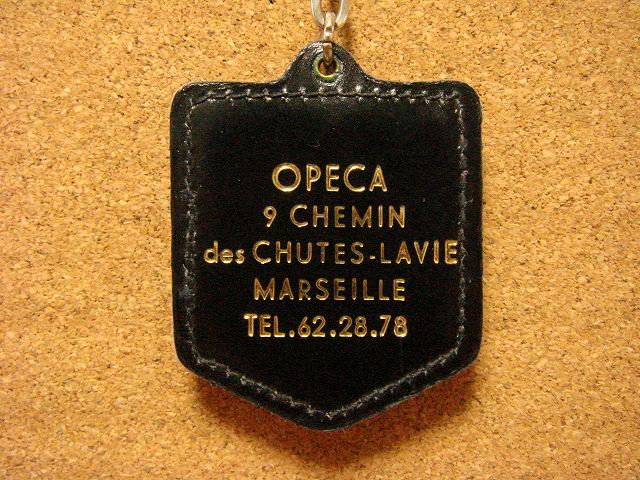 OPECA
9 CHEMIN
des CHUTES-LAVIE
MARSEILLE
TEL.62.28.78